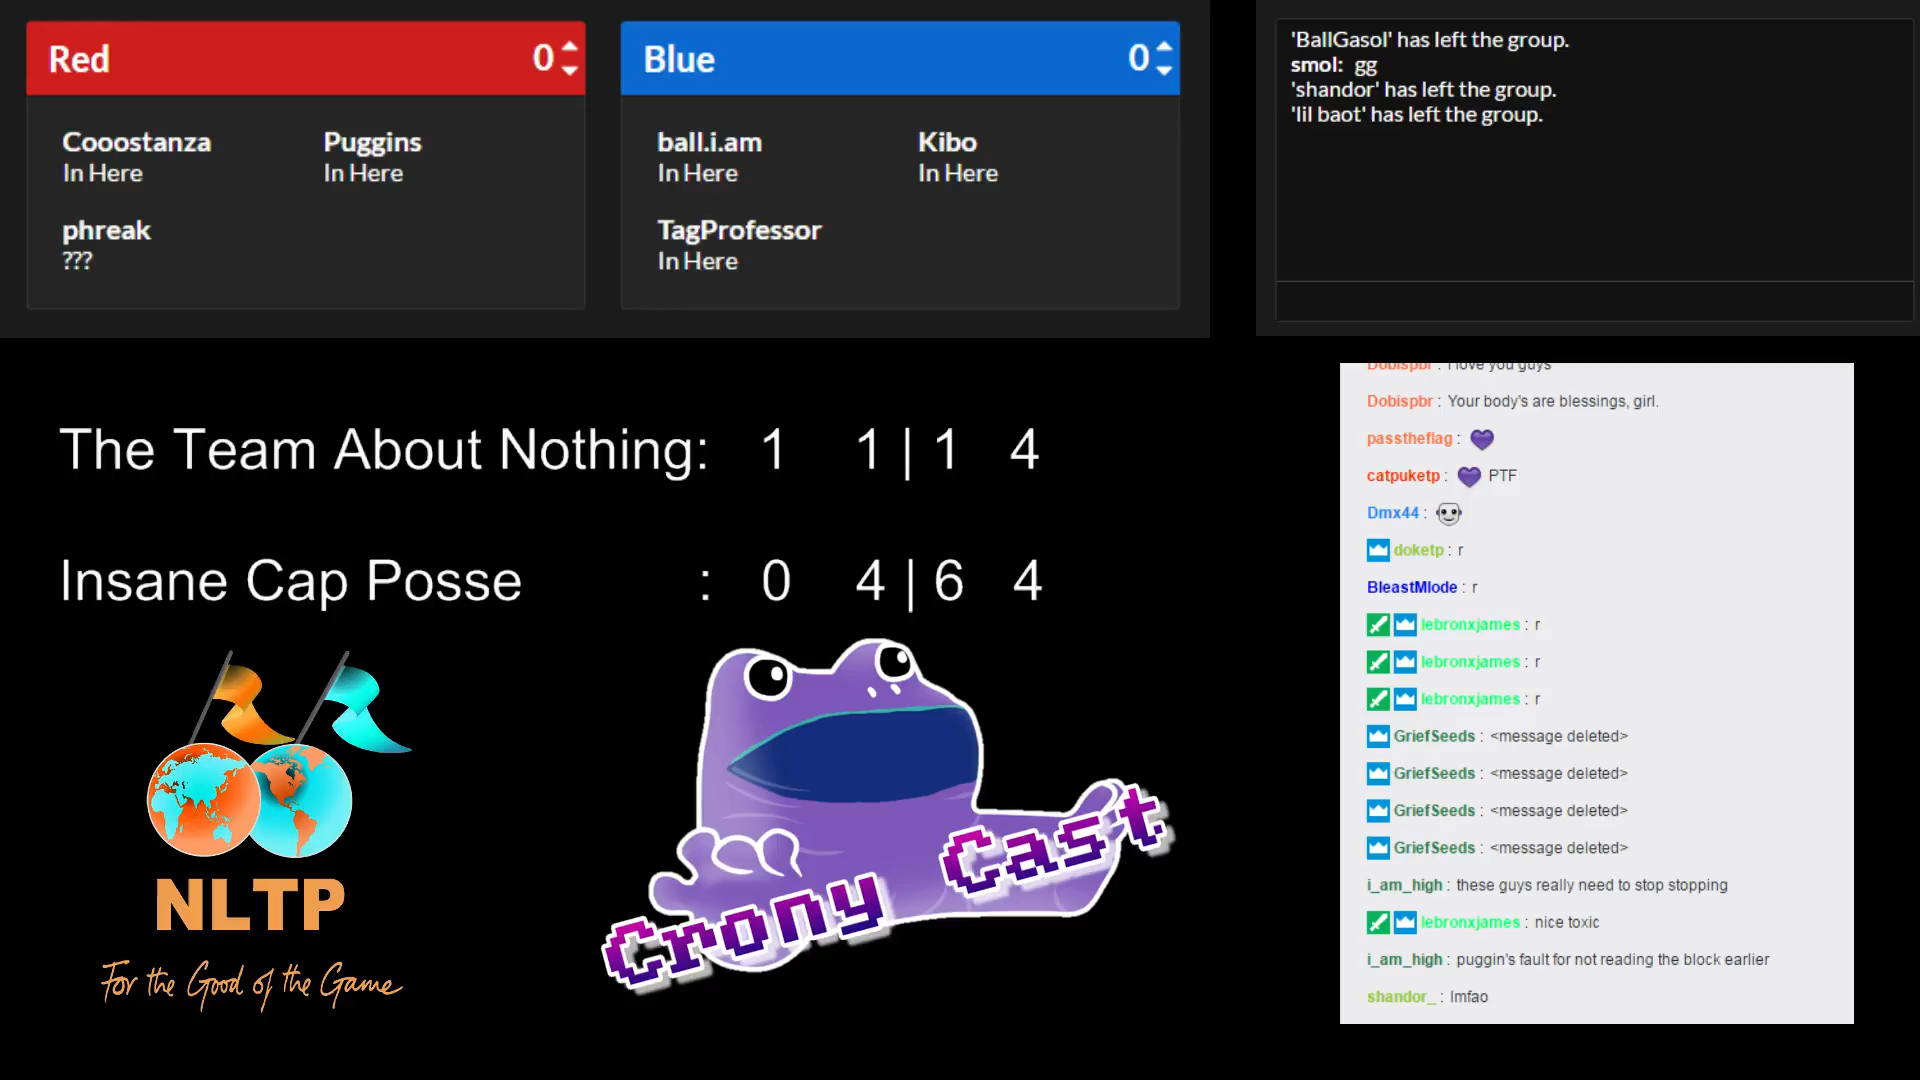 Red 0
Cooostanza Puggins
In Here In Here
phreak
???
Blue 0
ball.i.am Kibo
In Here In Here
TagProfessor
In Here
'BallGasol' has left the group.
smol: gg
'shandor' has left the group.
'lil baot' has left the group.
The Team About Nothing: 1 1 | 1 4
Insane Cap Posse : 0 4 | 6 4
NLTP
For the Good of the Game
Crony Cast
Dobispbr : I love you guys
Dobispbr : Your body's are blessings, girl.
passtheflag :
catpuketp : PTF
Dmx44 :
doketp : r
BleastMlode : r
lebronxjames : r
lebronxjames : r
lebronxjames : r
GriefSeeds : <message deleted>
GriefSeeds : <message deleted>
GriefSeeds : <message deleted>
GriefSeeds : <message deleted>
i_am_high : these guys really need to stop stopping
lebronxjames : nice toxic
i_am_high : puggin's fault for not reading the block earlier
shandor_ : lmfao